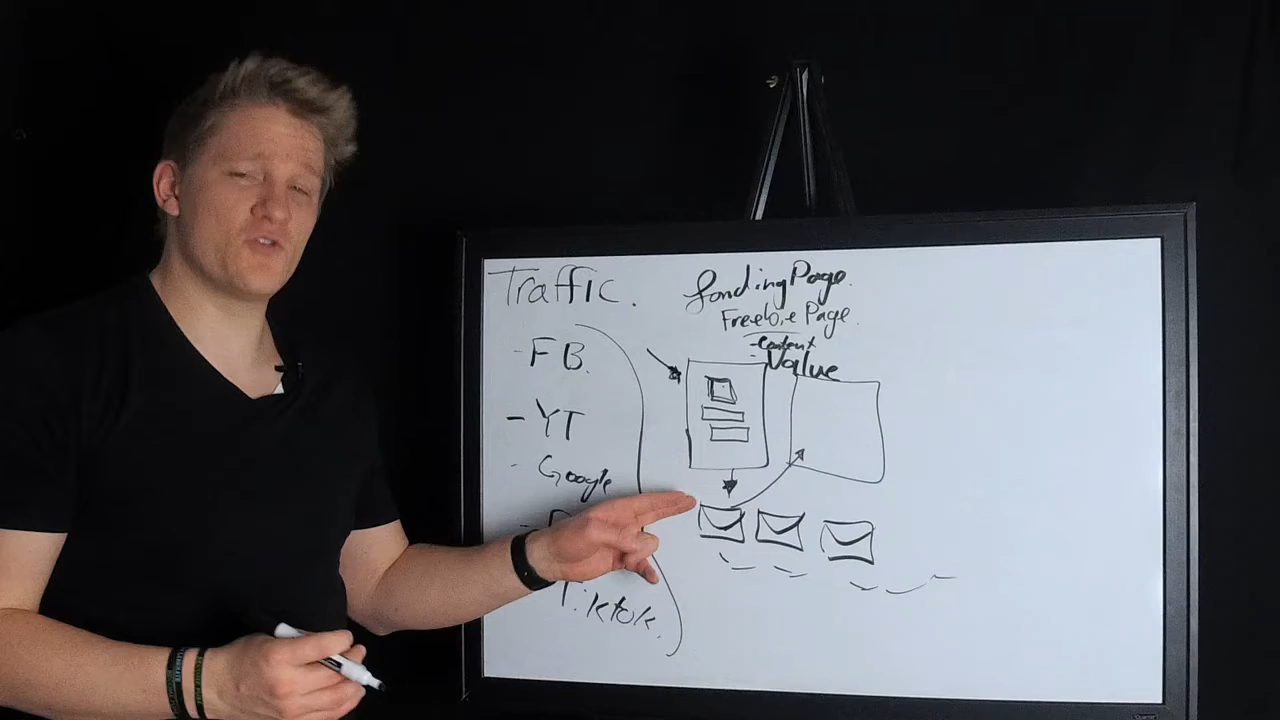 Traffic.
- FB.
- YT
- Google
Tiktok.
Landing Page.
Freebie Page.
- Content
Value